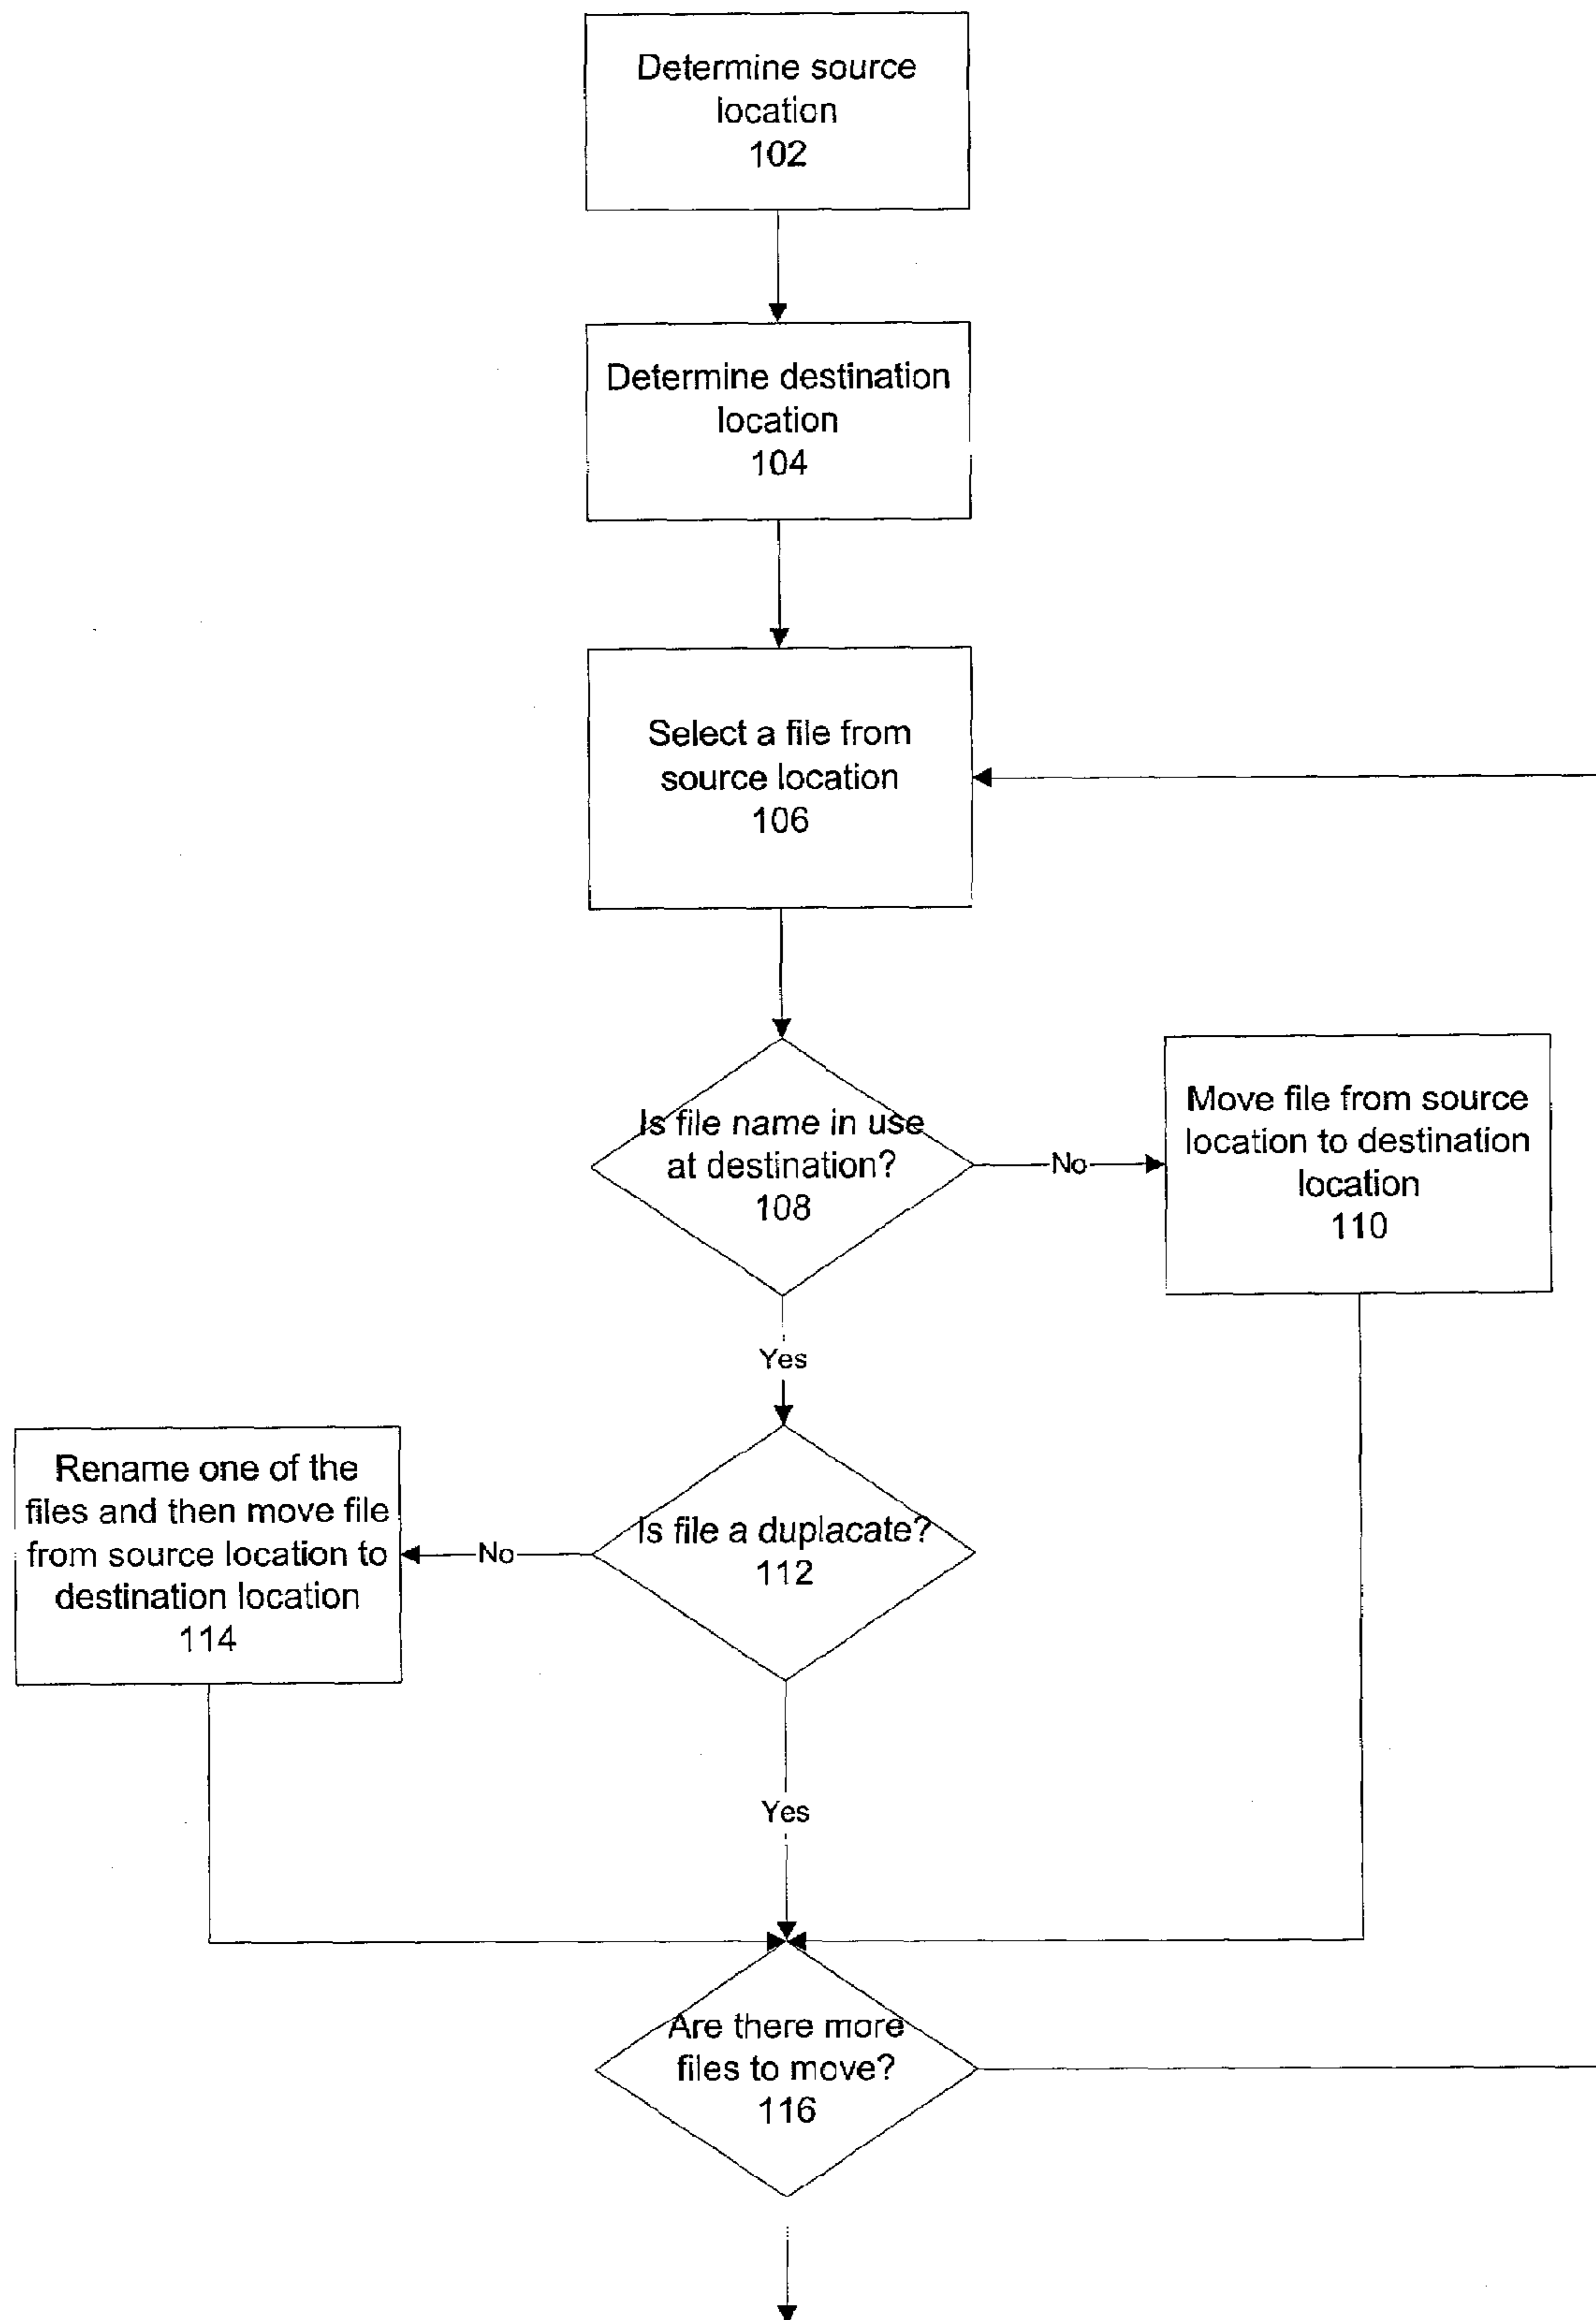 Determine source
location
102
Determine destination
location
104
Select a file from
source location
106
Is file name in use
at destination?
108
No
Move file from source
location to destination
location
110
Yes
Rename one of the
files and then move file
from source location to
destination location
114
No
Is file a duplacate?
112
Yes
Are there more
files to move?
116